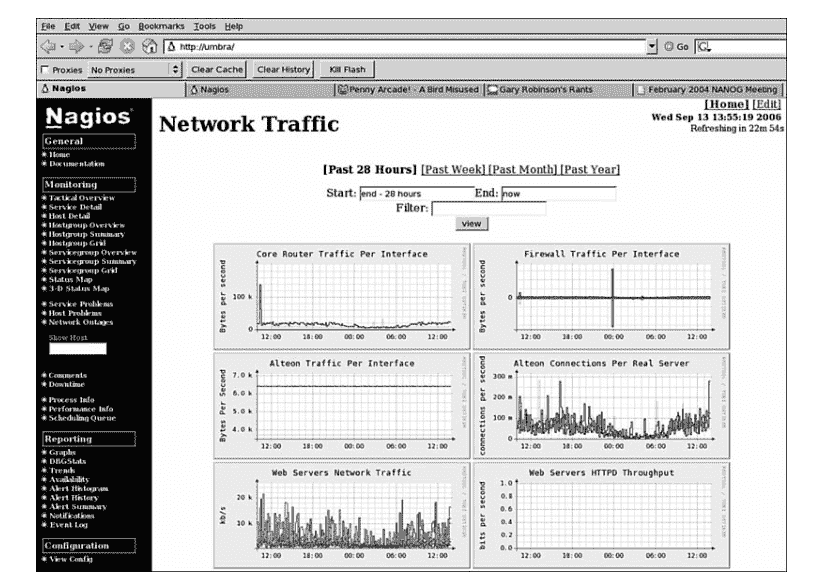 File Edit View Go Bookmarks Tools Help
http://umbra/ Go G
Proxies No Proxies Clear Cache Clear History Kill Flash
Nagios Nagios Penny Arcade! - A Bird Misused Gary Robinson's Rants February 2004 NANOG Meeting
Nagios
General
Home
Documentation
Monitoring
Tactical Overview
Service Detail
Host Detail
Hostgroup Overview
Hostgroup Summary
Hostgroup Grid
Servicegroup Overview
Servicegroup Summary
Servicegroup Grid
Status Map
3-D Status Map
Service Problems
Host Problems
Network Outages
Show Host
Comments
Downtime
Process Info
Performance Info
Scheduling Queue
Reporting
Graphs
DBGStats
Trends
Availability
Alert Histogram
Alert History
Alert Summary
Notifications
Event Log
Configuration
View Config
[Home] [Edit]
Wed Sep 13 13:55:19 2006
Refreshing in 22m 54s
Network Traffic
[Past 28 Hours] [Past Week] [Past Month] [Past Year]
Start: end - 28 hours End: now
Filter:
view
Core Router Traffic Per Interface
Bytes per second
100 k
0
12:00 18:00 00:00 06:00 12:00
Firewall Traffic Per Interface
Bytes per second
0
12:00 18:00 00:00 06:00 12:00
Alteon Traffic Per Interface
Bytes Per Second
7.0 k
6.0 k
5.0 k
4.0 k
12:00 18:00 00:00 06:00 12:00
Alteon Connections Per Real Server
connections per second
300 m
200 m
100 m
0
12:00 18:00 00:00 06:00 12:00
Web Servers Network Traffic
kb/s
20 k
10 k
12:00 18:00 00:00 06:00 12:00
Web Servers HTTPD Throughput
bits per second
1.0
0.8
0.6
0.4
0.2
0.0
12:00 18:00 00:00 06:00 12:00